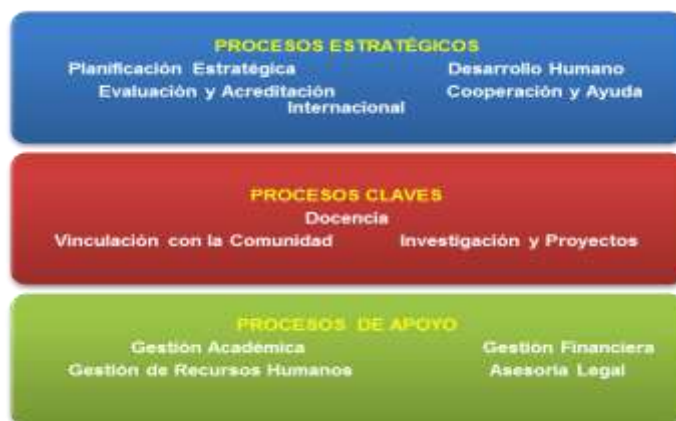 PROCESOS ESTRATÉGICOS
Planificación Estratégica Desarrollo Humano
Evaluación y Acreditación Cooperación y Ayuda
Internacional
PROCESOS CLAVES
Docencia
Vinculación con la Comunidad Investigación y Proyectos
PROCESOS DE APOYO
Gestión Académica Gestión Financiera
Gestión de Recursos Humanos Asesoría Legal